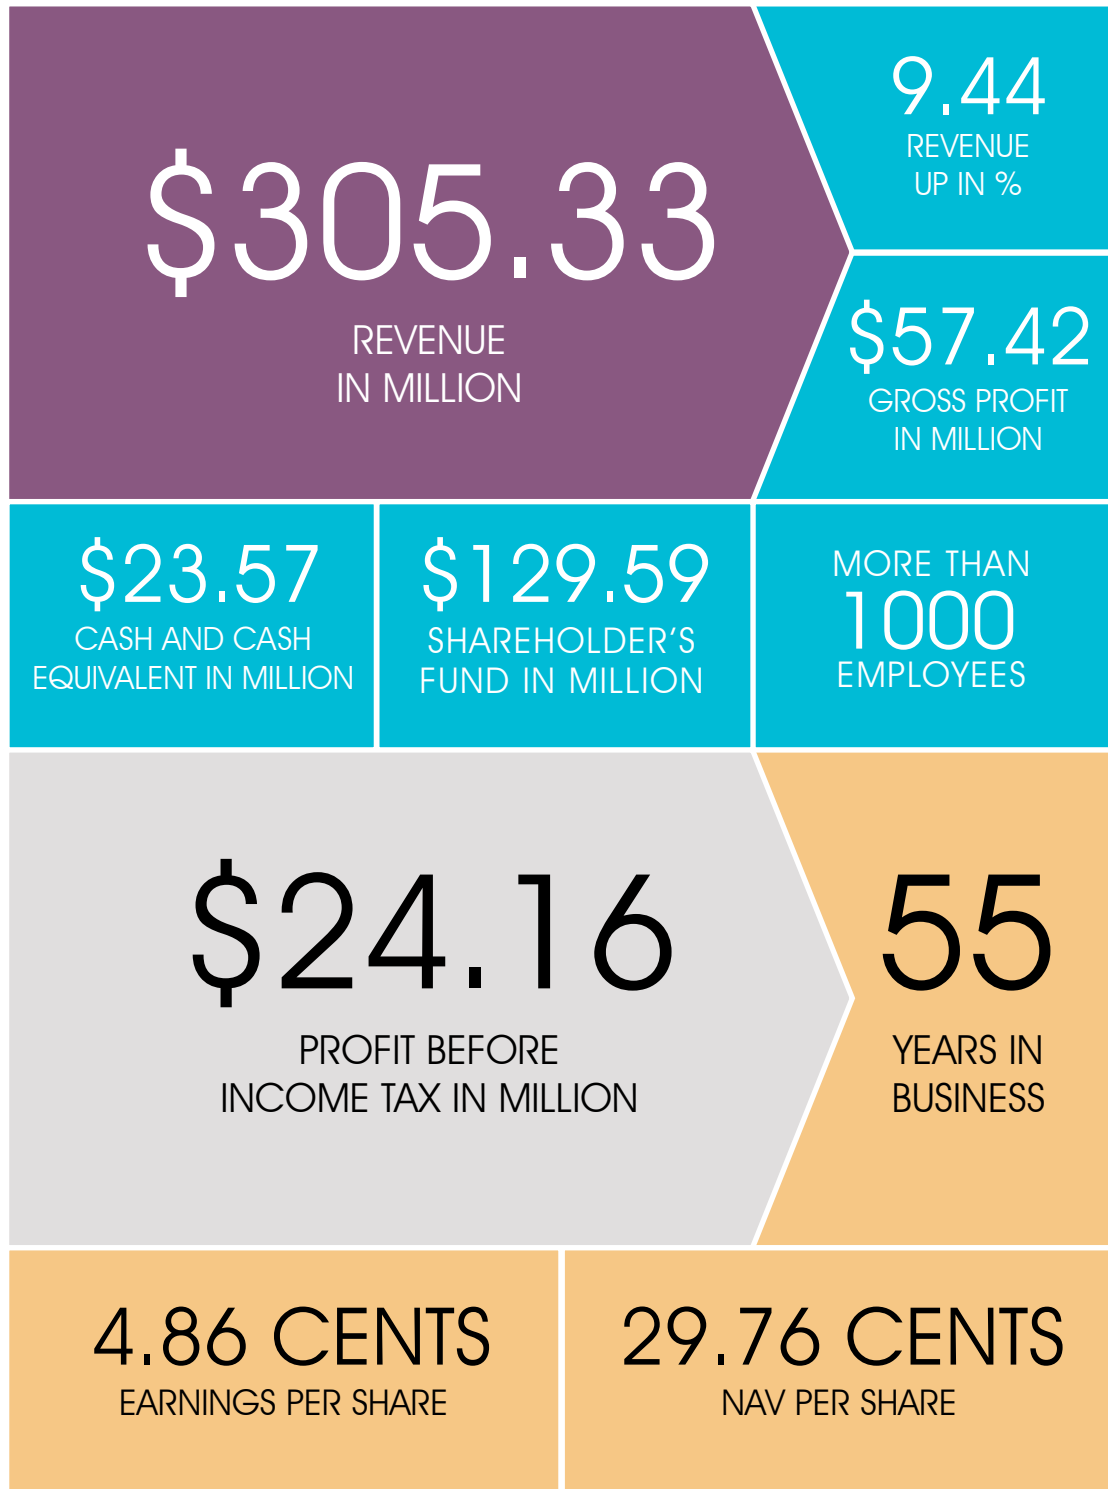 $305.33
REVENUE
IN MILLION
9.44
REVENUE
UP IN %
$57.42
GROSS PROFIT
IN MILLION
$23.57
CASH AND CASH
EQUIVALENT IN MILLION
$129.59
SHAREHOLDER'S
FUND IN MILLION
MORE THAN
1000
EMPLOYEES
$24.16
PROFIT BEFORE
INCOME TAX IN MILLION
55
YEARS IN
BUSINESS
4.86 CENTS
EARNINGS PER SHARE
29.76 CENTS
NAV PER SHARE